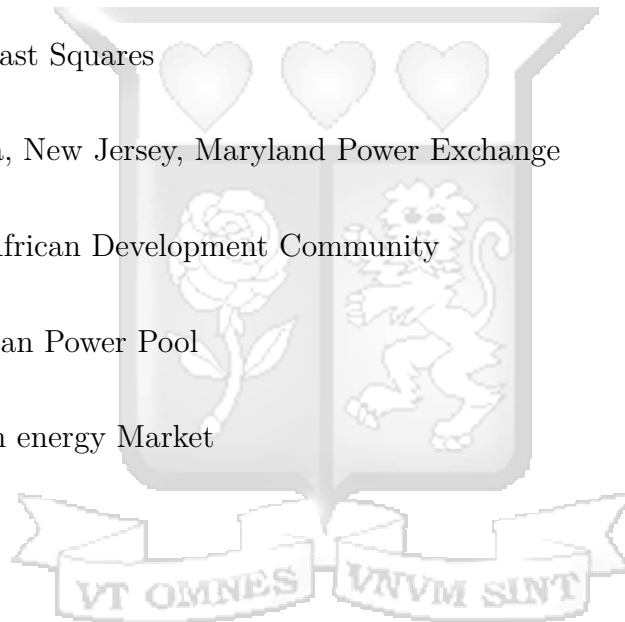 ast Squares
, New Jersey, Maryland Power Exchange
frican Development Community
an Power Pool
energy Market
VT OMNES VNVM SINT